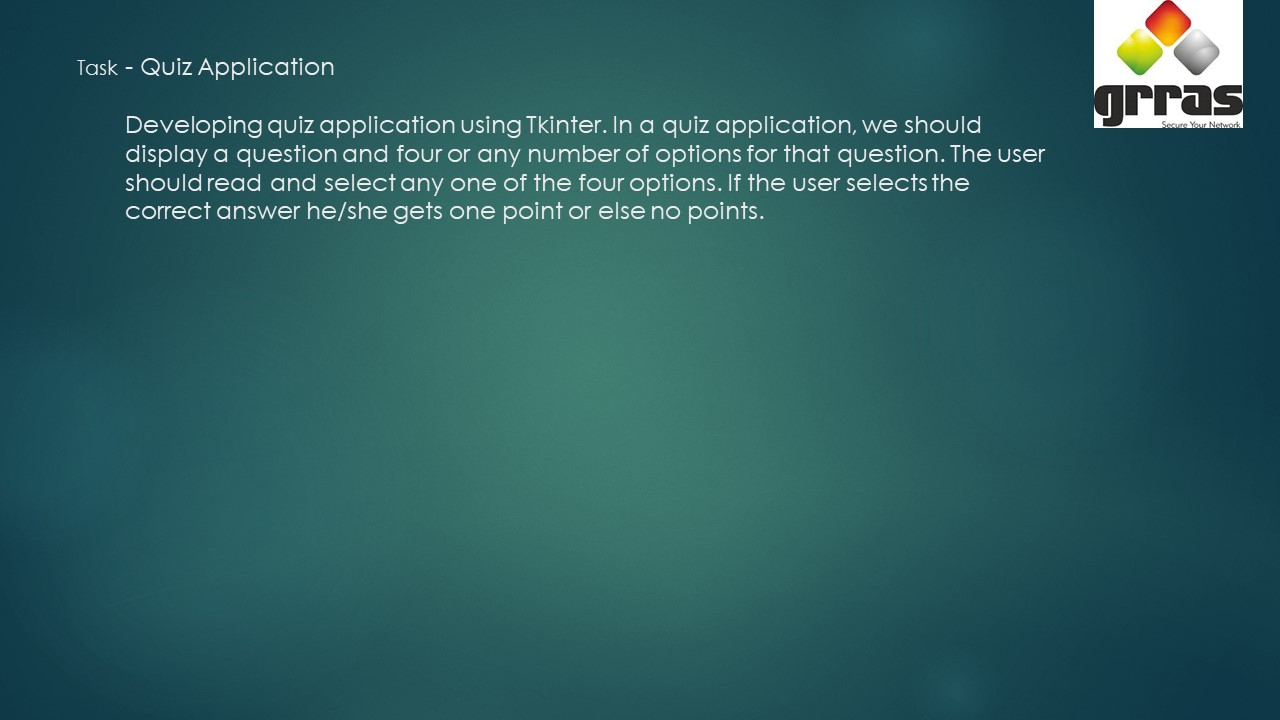 Task - Quiz Application
Developing quiz application using Tkinter. In a quiz application, we should
display a question and four or any number of options for that question. The user
should read and select any one of the four options. If the user selects the
correct answer he/she gets one point or else no points.
grras
Secure Your Network